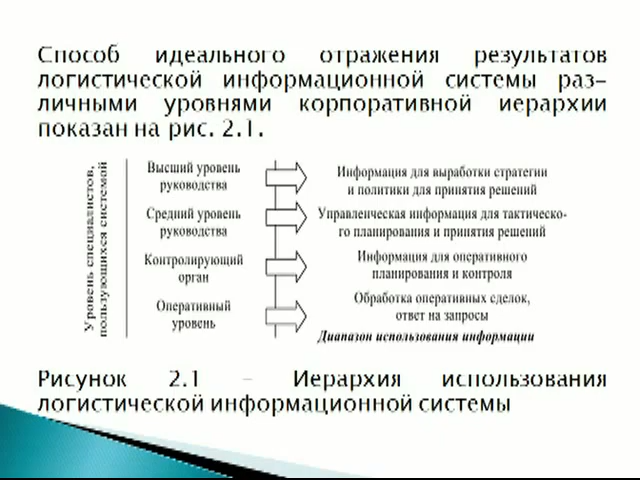 Способ идеального отражения результатов
логистической информационной системы раз-
личными уровнями корпоративной иерархии
показан на рис. 2.1.
Уровень специалистов,
пользующихся системой
Высший уровень
руководства
Информация для выработки стратегии
и политики для принятия решений
Средний уровень
руководства
Управленческая информация для тактическо-
го планирования и принятия решений
Контролирующий
орган
Информация для оперативного
планирования и контроля
Оперативный
уровень
Обработка оперативных сделок,
ответ на запросы
Диапазон использования информации
Рисунок 2.1 – Иерархия использования
логистической информационной системы